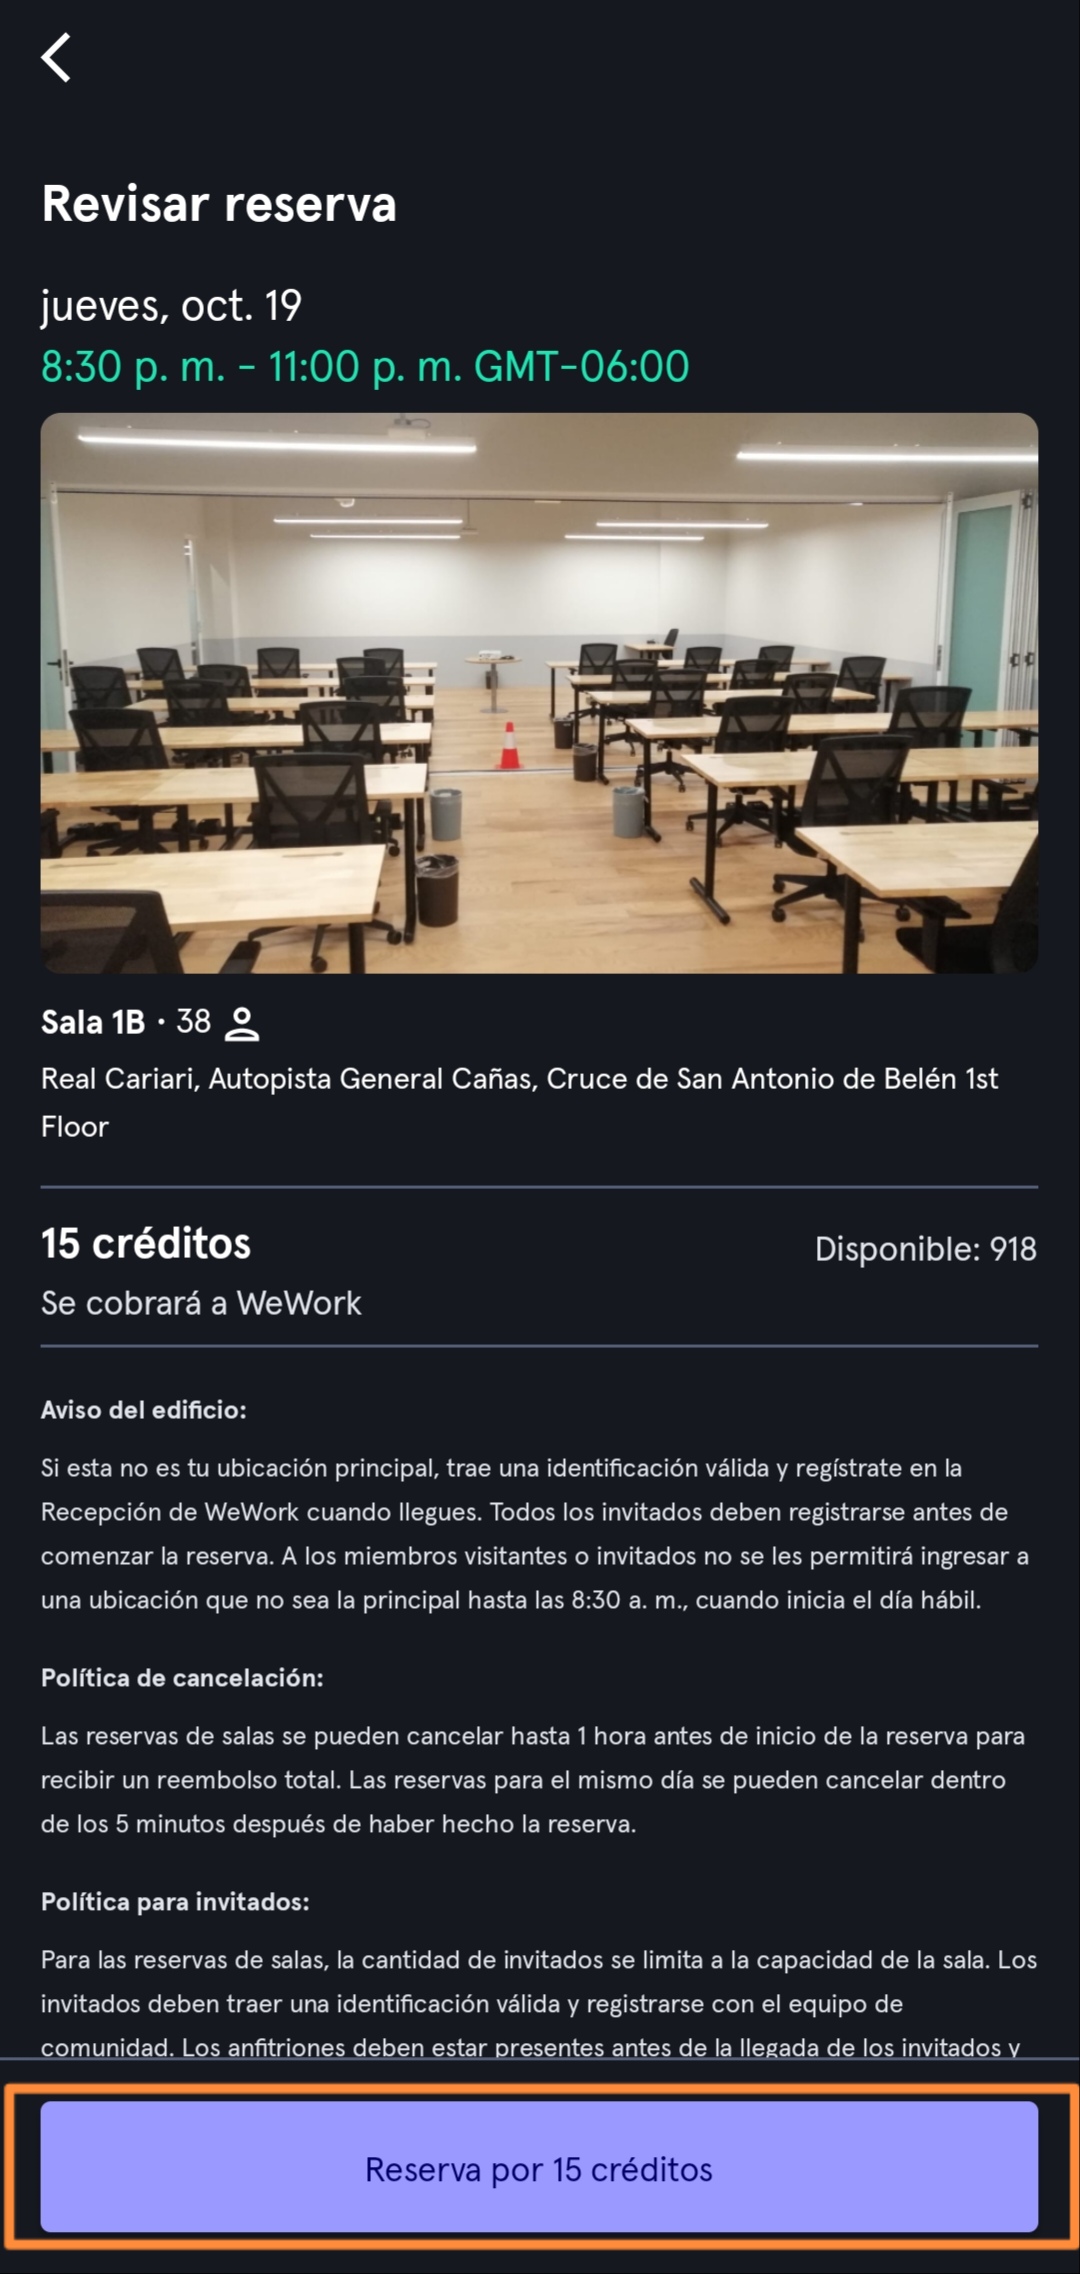 Revisar reserva
jueves, oct. 19
8:30 p. m. - 11:00 p. m. GMT-06:00
Sala 1B · 38
Real Cariari, Autopista General Cañas, Cruce de San Antonio de Belén 1st
Floor
15 créditos
Disponible: 918
Se cobrará a WeWork
Aviso del edificio:
Si esta no es tu ubicación principal, trae una identificación válida y regístrate en la
Recepción de WeWork cuando llegues. Todos los invitados deben registrarse antes de
comenzar la reserva. A los miembros visitantes o invitados no se les permitirá ingresar a
una ubicación que no sea la principal hasta las 8:30 a. m., cuando inicia el día hábil.
Política de cancelación:
Las reservas de salas se pueden cancelar hasta 1 hora antes de inicio de la reserva para
recibir un reembolso total. Las reservas para el mismo día se pueden cancelar dentro
de los 5 minutos después de haber hecho la reserva.
Política para invitados:
Para las reservas de salas, la cantidad de invitados se limita a la capacidad de la sala. Los
invitados deben traer una identificación válida y registrarse con el equipo de
comunidad. Los anfitriones deben estar presentes antes de la llegada de los invitados y
Reserva por 15 créditos